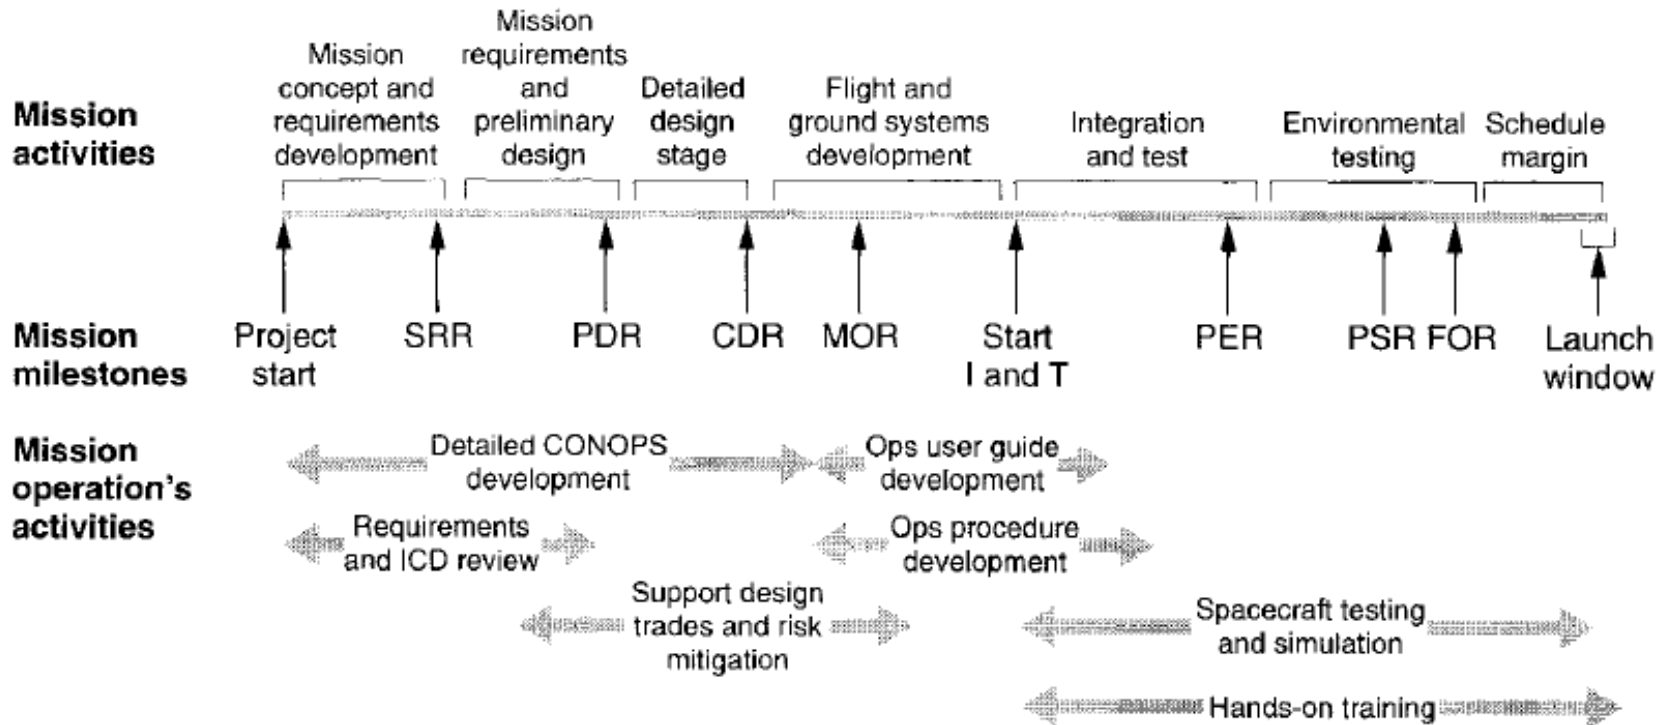 Mission
activities
Mission
concept and
requirements
development
Mission
requirements
and
preliminary
design
Detailed
design
stage
Flight and
ground systems
development
Integration
and test
Environmental
testing
Schedule
margin
Mission
milestones
Project
start
SRR
PDR
CDR
MOR
Start
I and T
PER
PSR
FOR
Launch
window
Mission
operation's
activities
Detailed CONOPS
development
Ops user guide
development
Requirements
and ICD review
Ops procedure
development
Support design
trades and risk
mitigation
Spacecraft testing
and simulation
Hands-on training